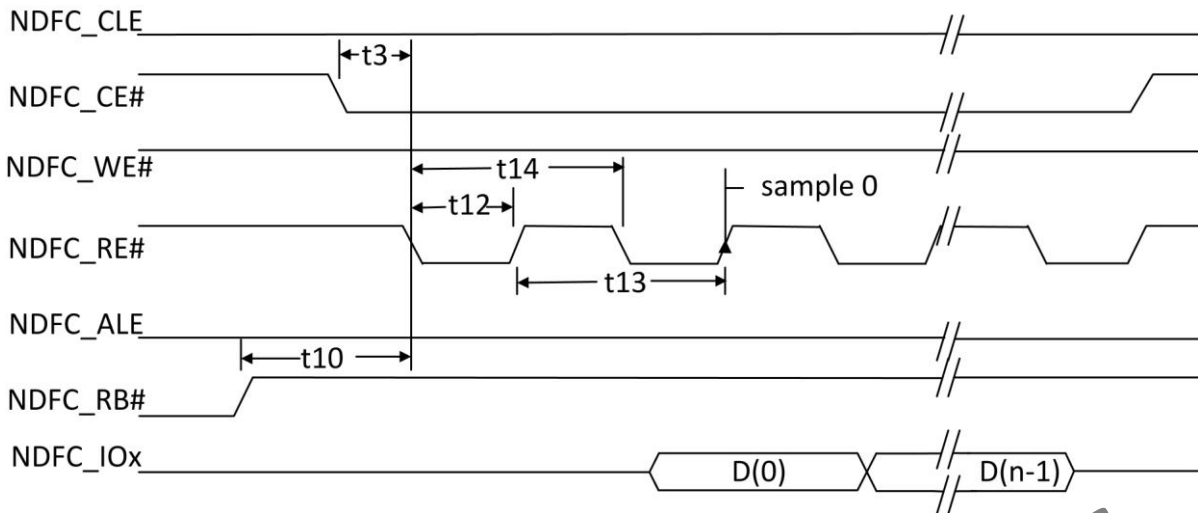 NDFC_CLE
t3
NDFC_CE#
NDFC_WE#
t14
sample 0
t12
NDFC_RE#
t13
NDFC_ALE
t10
NDFC_RB#
NDFC_IOx
D(0)
D(n-1)